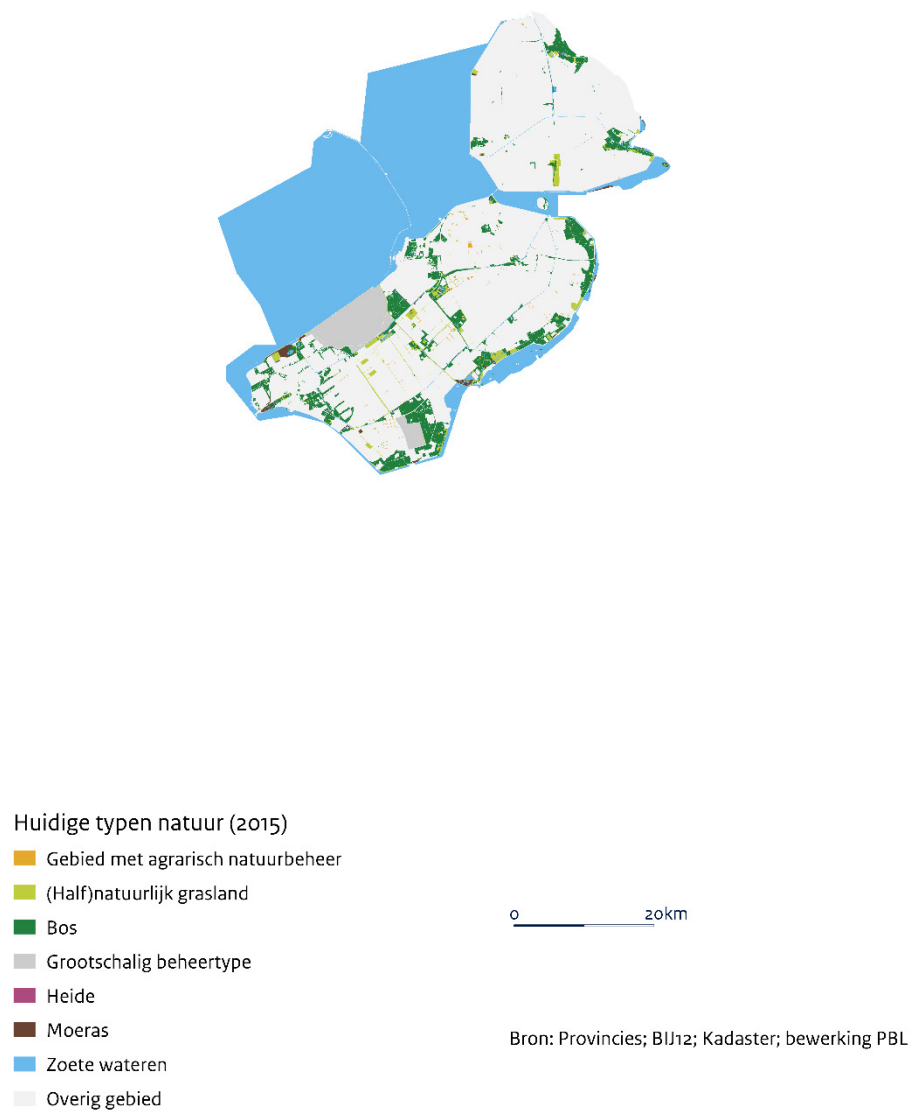 Huidige typen natuur (2015)
Gebied met agrarisch natuurbeheer
(Half)natuurlijk grasland
Bos
Grootschalig beheertype
Heide
Moeras
Zoete wateren
Overig gebied
0 20km
Bron: Provincies; BIJ12; Kadaster; bewerking PBL